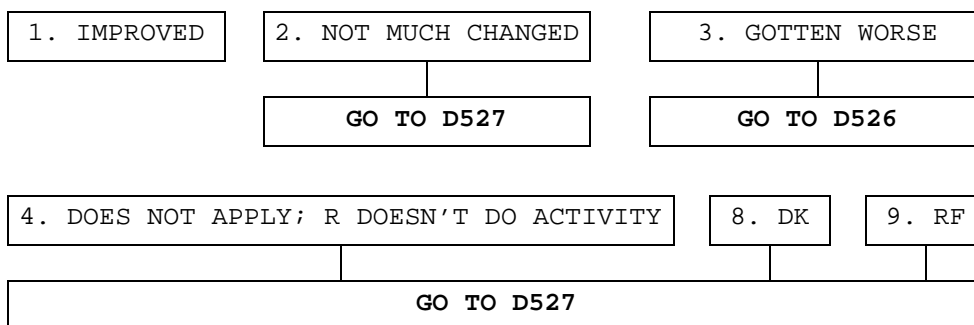 1. IMPROVED 2. NOT MUCH CHANGED 3. GOTTEN WORSE
GO TO D527 GO TO D526
4. DOES NOT APPLY; R DOESN'T DO ACTIVITY 8. DK 9. RF
GO TO D527